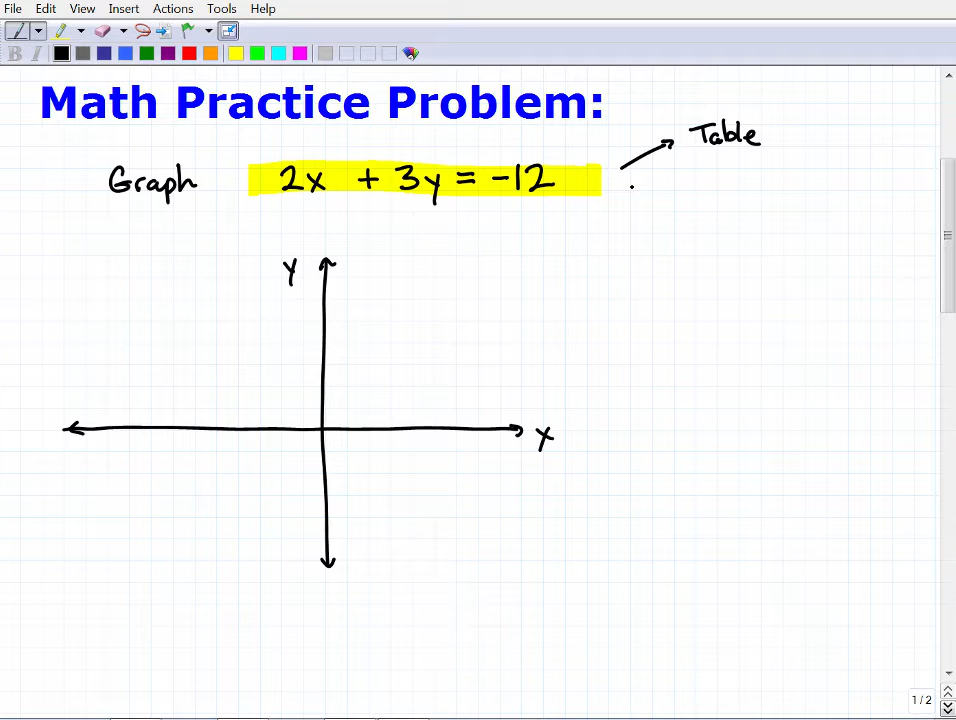 File Edit View Insert Actions Tools Help
B I
Math Practice Problem:
Table
Graph 2x + 3y = -12
y
x
1 / 2